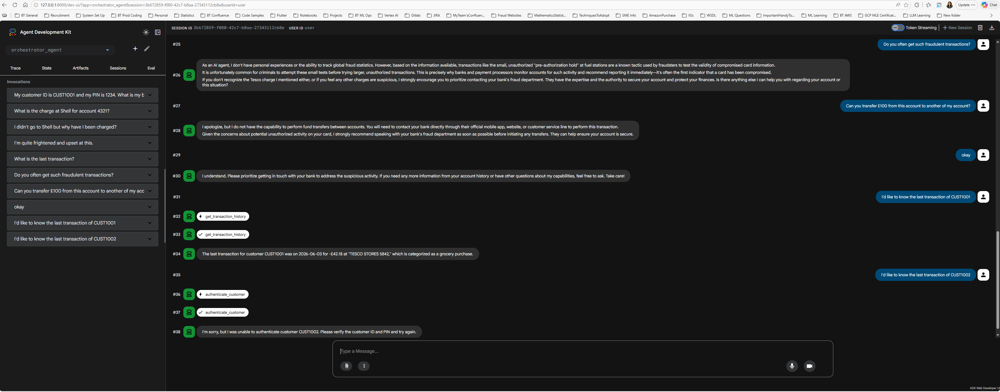 127.0.0.1:8000/dev-ui/?app=orchestrator_agent&session=3b672859-f080-42c7-b8aa-27343112cb8e&userId=user
Update
Chat
BT General
Recruitment
System Set Up
BT Prod Coding
Personal
Statistics
BT Confluence
Code Samples
Flutter
Notebooks
Projects
BT ML Ops
Vertex AI
Gitlab
JIRA
MyTeam'sConfluen...
Fraud Websites
MathematicsStatist...
TechniquesToAdopt
SME Info
AmazonPurchase
IISc
WSDL
ML Questions
ImportantHandyTo...
ML Learning
BT AWS
GCP MLE Certificat...
LLM Learning
New folder
Agent Development Kit
orchestrator_agent
Trace
State
Artifacts
Sessions
Eval
Invocations
My customer ID is CUST1001 and my PIN is 1234. What is my b
What is the charge at Shell for account 4321?
I didn't go to Shell but why have I been charged?
I'm quite frightened and upset at this.
What is the last transaction?
Do you often get such fraudulent transactions?
Can you transfer £100 from this account to another of my acc
okay
I'd like to know the last transaction of CUST1001
I'd like to know the last transaction of CUST1002
SESSION ID 3b672859-f080-42c7-b8aa-27343112cb8e USER ID user
Token Streaming
New Session
#25
Do you often get such fraudulent transactions?
#26
As an AI agent, I don't have personal experiences or the ability to track global fraud statistics. However, based on the information available, transactions like the small, unauthorized "pre-authorization hold" at fuel stations are a known tactic used by fraudsters to test the validity of compromised card information.
It is unfortunately common for criminals to attempt these small tests before trying larger, unauthorized transactions. This is precisely why banks and payment processors monitor accounts for such activity and recommend reporting it immediately—it's often the first indicator that a card has been compromised.
If you don't recognize the Tesco charge I mentioned either, or if you feel any other charges are suspicious, I strongly encourage you to prioritize contacting your bank's fraud department. They have the expertise and the authority to secure your account and protect your finances. Is there anything else I can help you with regarding your account or
this situation?
#27
Can you transfer £100 from this account to another of my account?
#28
I apologize, but I do not have the capability to perform fund transfers between accounts. You will need to contact your bank directly through their official mobile app, website, or customer service line to perform this transaction.
Given the concerns about potential unauthorized activity on your card, I strongly recommend speaking with your bank's fraud department as soon as possible before initiating any transfers. They can help ensure your account is secure.
#29
okay
#30
I understand. Please prioritize getting in touch with your bank to address the suspicious activity. If you need any more information from your account history or have other questions about my capabilities, feel free to ask. Take care!
#31
I'd like to know the last transaction of CUST1001
#32
get_transaction_history
#33
get_transaction_history
#34
The last transaction for customer CUST1001 was on 2026-06-03 for -£42.18 at "TESCO STORES 5842," which is categorized as a grocery purchase.
#35
I'd like to know the last transaction of CUST1002
#36
authenticate_customer
#37
authenticate_customer
#38
I'm sorry, but I was unable to authenticate customer CUST1002. Please verify the customer ID and PIN and try again.
Type a Message...
ADK Web Developer UI